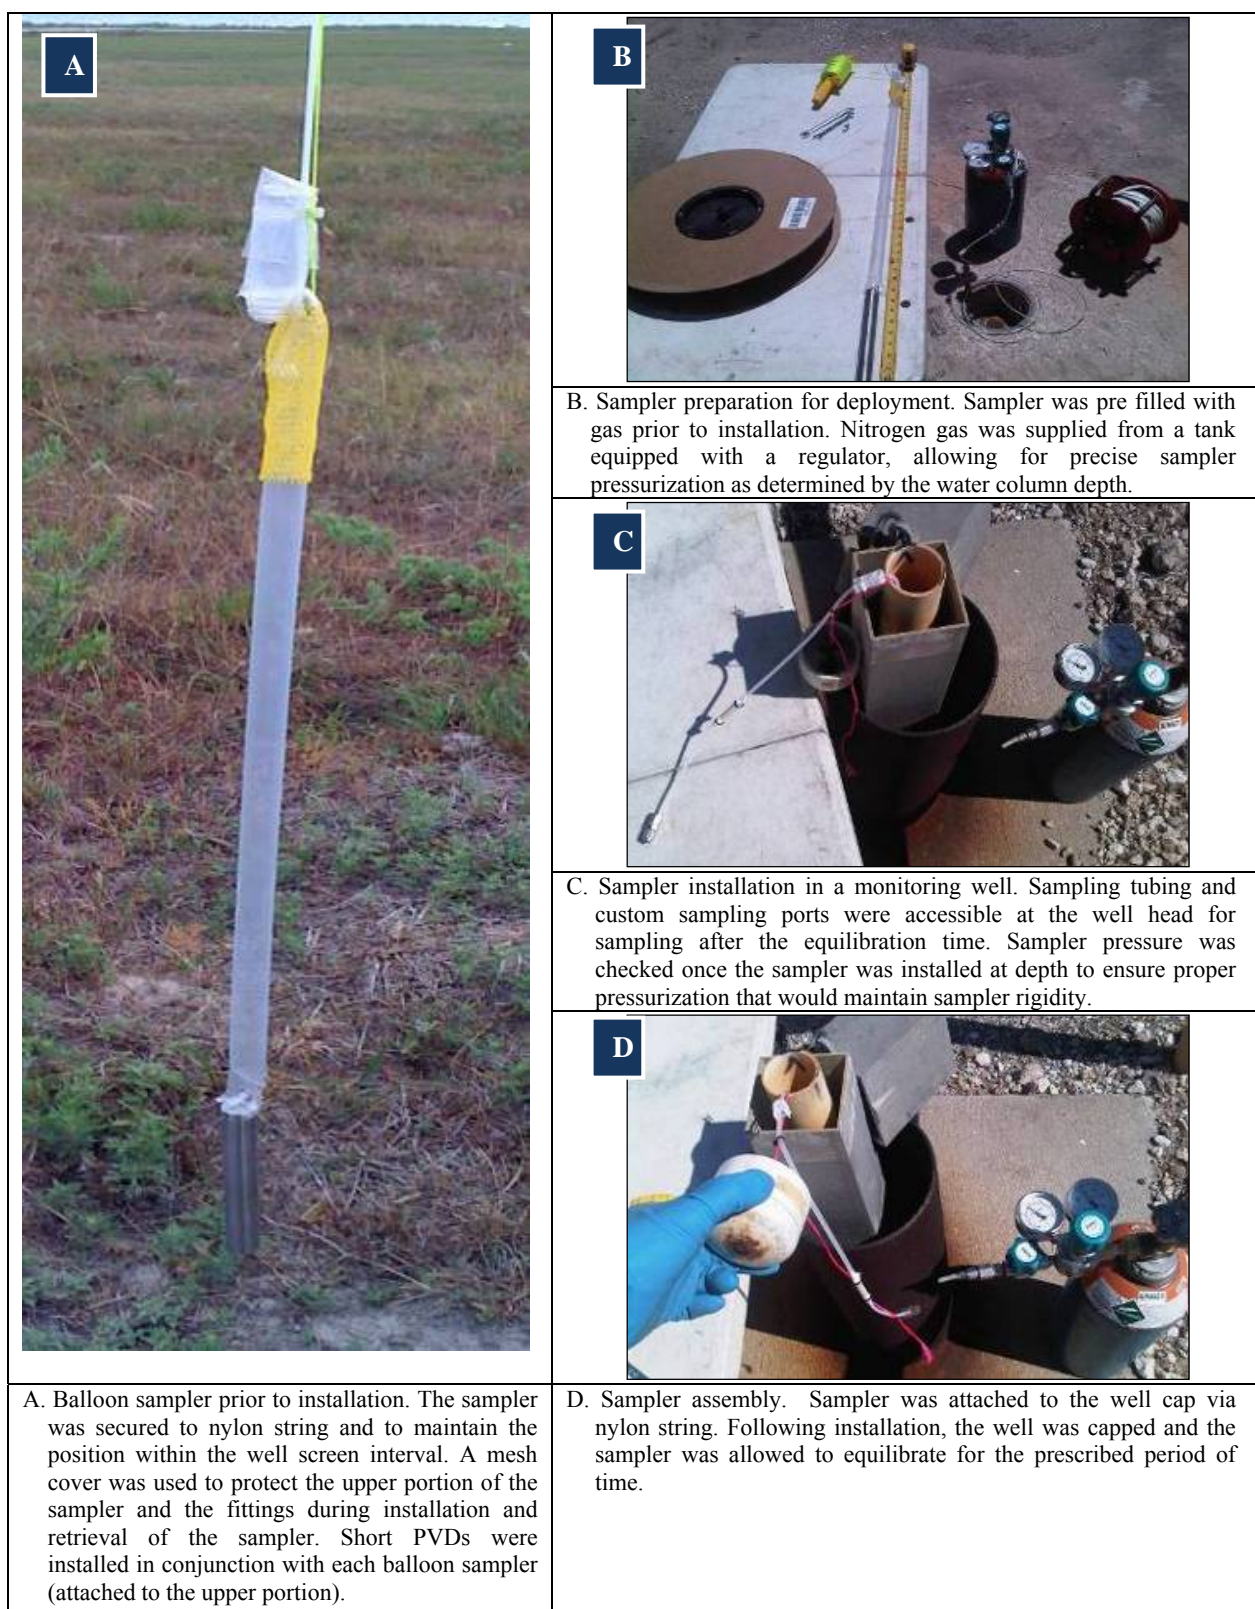 A
B
B. Sampler preparation for deployment. Sampler was pre filled with
gas prior to installation. Nitrogen gas was supplied from a tank
equipped with a regulator, allowing for precise sampler
pressurization as determined by the water column depth.
C
C. Sampler installation in a monitoring well. Sampling tubing and
custom sampling ports were accessible at the well head for
sampling after the equilibration time. Sampler pressure was
checked once the sampler was installed at depth to ensure proper
pressurization that would maintain sampler rigidity.
D
A. Balloon sampler prior to installation. The sampler
was secured to nylon string and to maintain the
position within the well screen interval. A mesh
cover was used to protect the upper portion of the
sampler and the fittings during installation and
retrieval of the sampler. Short PVDs were
installed in conjunction with each balloon sampler
(attached to the upper portion).
D. Sampler assembly. Sampler was attached to the well cap via
nylon string. Following installation, the well was capped and the
sampler was allowed to equilibrate for the prescribed period of
time.